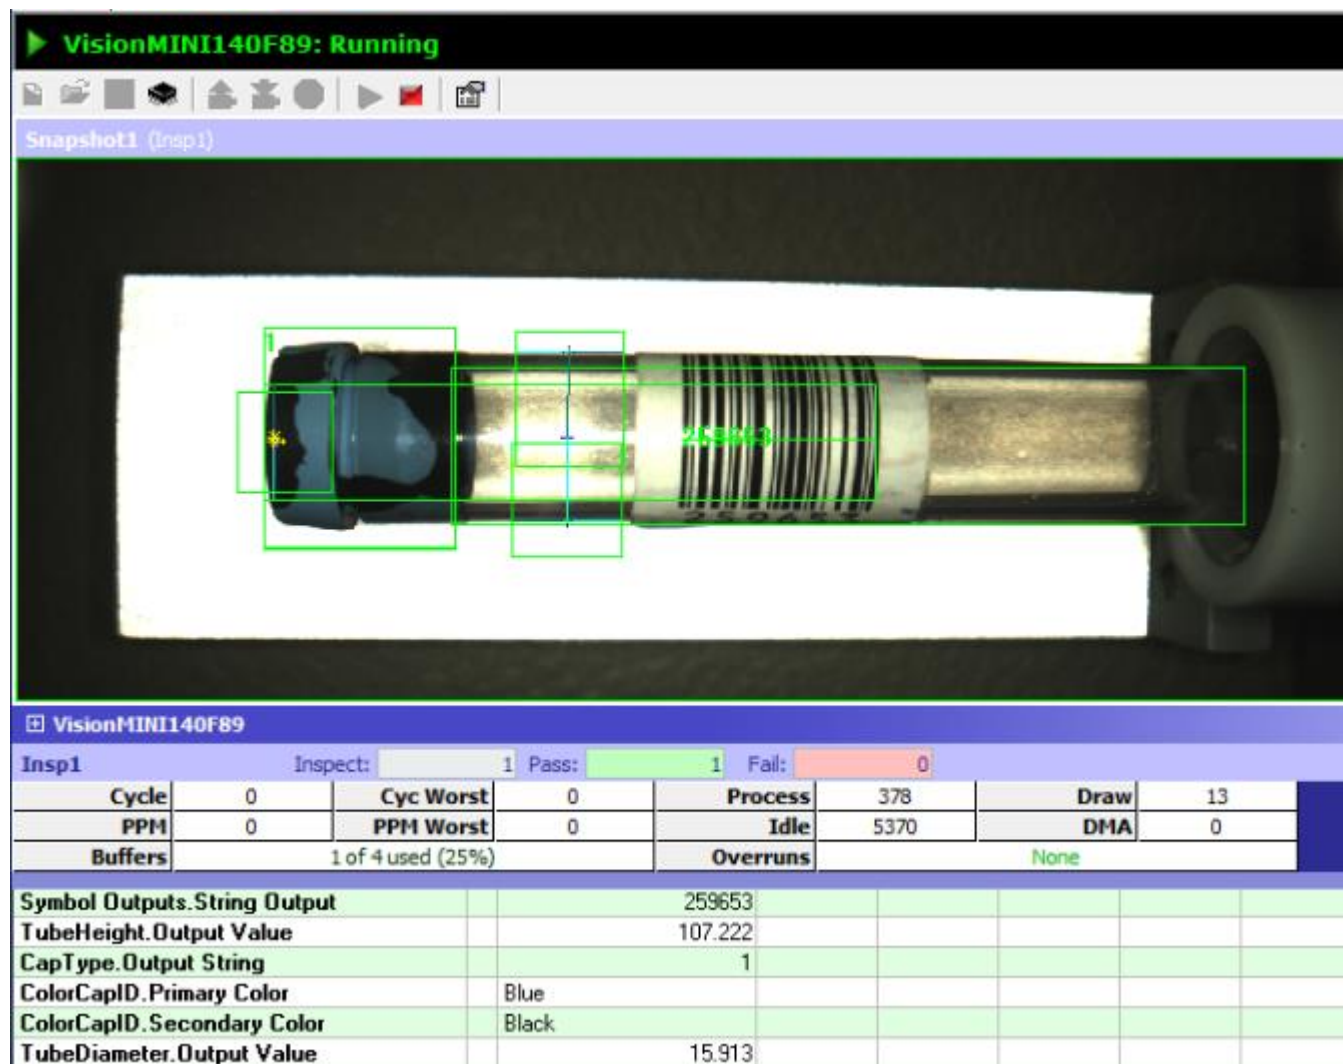 VisionMINI140F89: Running
Snapshot1 (Insp1)
1
VisionMINI140F89
Insp1 Inspect: 1 Pass: 1 Fail: 0
Cycle 0 Cyc Worst 0 Process 378 Draw 13
PPM 0 PPM Worst 0 Idle 5370 DMA 0
Buffers 1 of 4 used (25%) Overruns None
Symbol Outputs.String Output 259653
TubeHeight.Output Value 107.222
CapType.Output String 1
ColorCapID.Primary Color Blue
ColorCapID.Secondary Color Black
TubeDiameter.Output Value 15.913